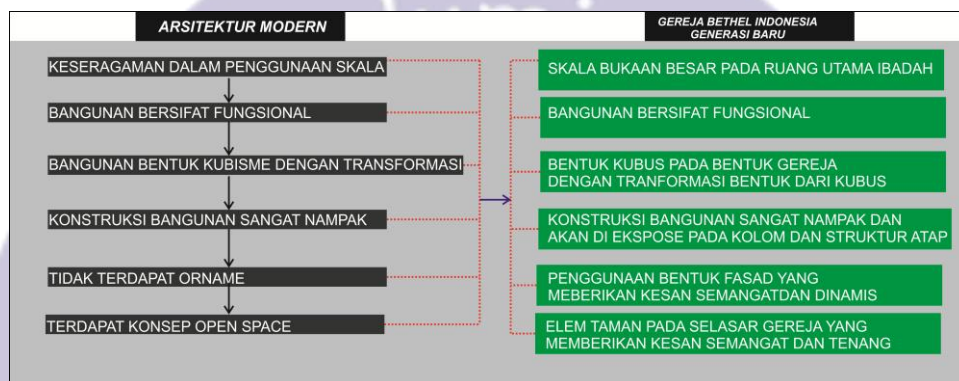 ARSITEKTUR MODERN
KESERAGAMAN DALAM PENGGUNAAN SKALA
BANGUNAN BERSIFAT FUNGSIONAL
BANGUNAN BENTUK KUBISME DENGAN TRANSFORMASI
KONSTRUKSI BANGUNAN SANGAT NAMPAK
TIDAK TERDAPAT ORNAME
TERDAPAT KONSEP OPEN SPACE
GEREJA BETHEL INDONESIA
GENERASI BARU
SKALA BUKAAN BESAR PADA RUANG UTAMA IBADAH
BANGUNAN BERSIFAT FUNGSIONAL
BENTUK KUBUS PADA BENTUK GEREJA
DENGAN TRANFORMASI BENTUK DARI KUBUS
KONSTRUKSI BANGUNAN SANGAT NAMPAK DAN
AKAN DI EKSPOSE PADA KOLOM DAN STRUKTUR ATAP
PENGGUNAAN BENTUK FASAD YANG
MEBERIKAN KESAN SEMANGATDAN DINAMIS
ELEM TAMAN PADA SELASAR GEREJA YANG
MEMBERIKAN KESAN SEMANGAT DAN TENANG